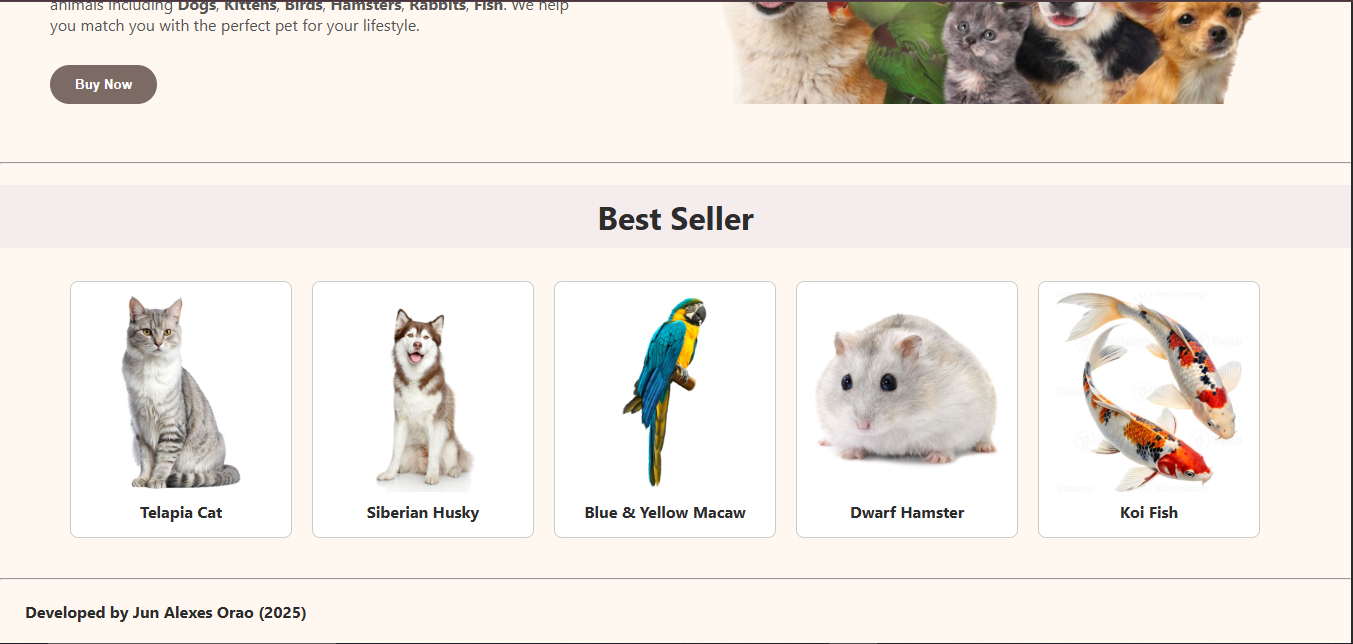 animals including Dogs, Kittens, Birds, Hamsters, Rabbits, Fish. We help
you match you with the perfect pet for your lifestyle.
Buy Now
Best Seller
Telapia Cat
Siberian Husky
Blue & Yellow Macaw
Dwarf Hamster
Koi Fish
Developed by Jun Alexes Orao (2025)